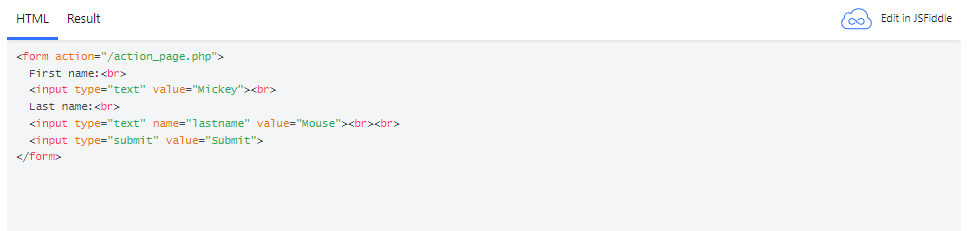 HTML Result Edit in JSFiddle
<form action="/action_page.php">
  First name:<br>
  <input type="text" value="Mickey"><br>
  Last name:<br>
  <input type="text" name="lastname" value="Mouse"><br><br>
  <input type="submit" value="Submit">
</form>